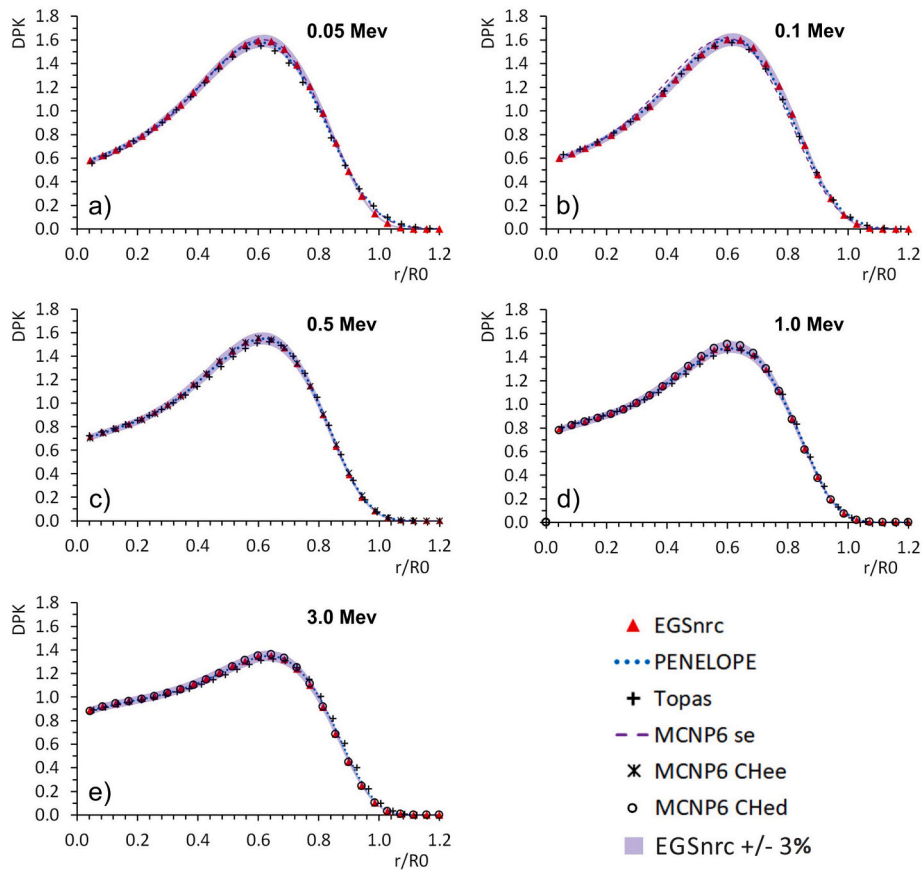 DPK
0.05 Mev
1.8
1.6
1.4
1.2
1.0
0.8
0.6
0.4
0.2
0.0
a)
0.0 0.2 0.4 0.6 0.8 1.0 1.2
r/R0
DPK
0.1 Mev
1.8
1.6
1.4
1.2
1.0
0.8
0.6
0.4
0.2
0.0
b)
0.0 0.2 0.4 0.6 0.8 1.0 1.2
r/R0
DPK
0.5 Mev
1.8
1.6
1.4
1.2
1.0
0.8
0.6
0.4
0.2
0.0
c)
0.0 0.2 0.4 0.6 0.8 1.0 1.2
r/R0
DPK
1.0 Mev
1.8
1.6
1.4
1.2
1.0
0.8
0.6
0.4
0.2
0.0
d)
0.0 0.2 0.4 0.6 0.8 1.0 1.2
r/R0
DPK
3.0 Mev
1.8
1.6
1.4
1.2
1.0
0.8
0.6
0.4
0.2
0.0
e)
0.0 0.2 0.4 0.6 0.8 1.0 1.2
r/R0
EGSnrc
PENELOPE
Topas
MCNP6 se
MCNP6 CHee
MCNP6 CHed
EGSnrc +/- 3%